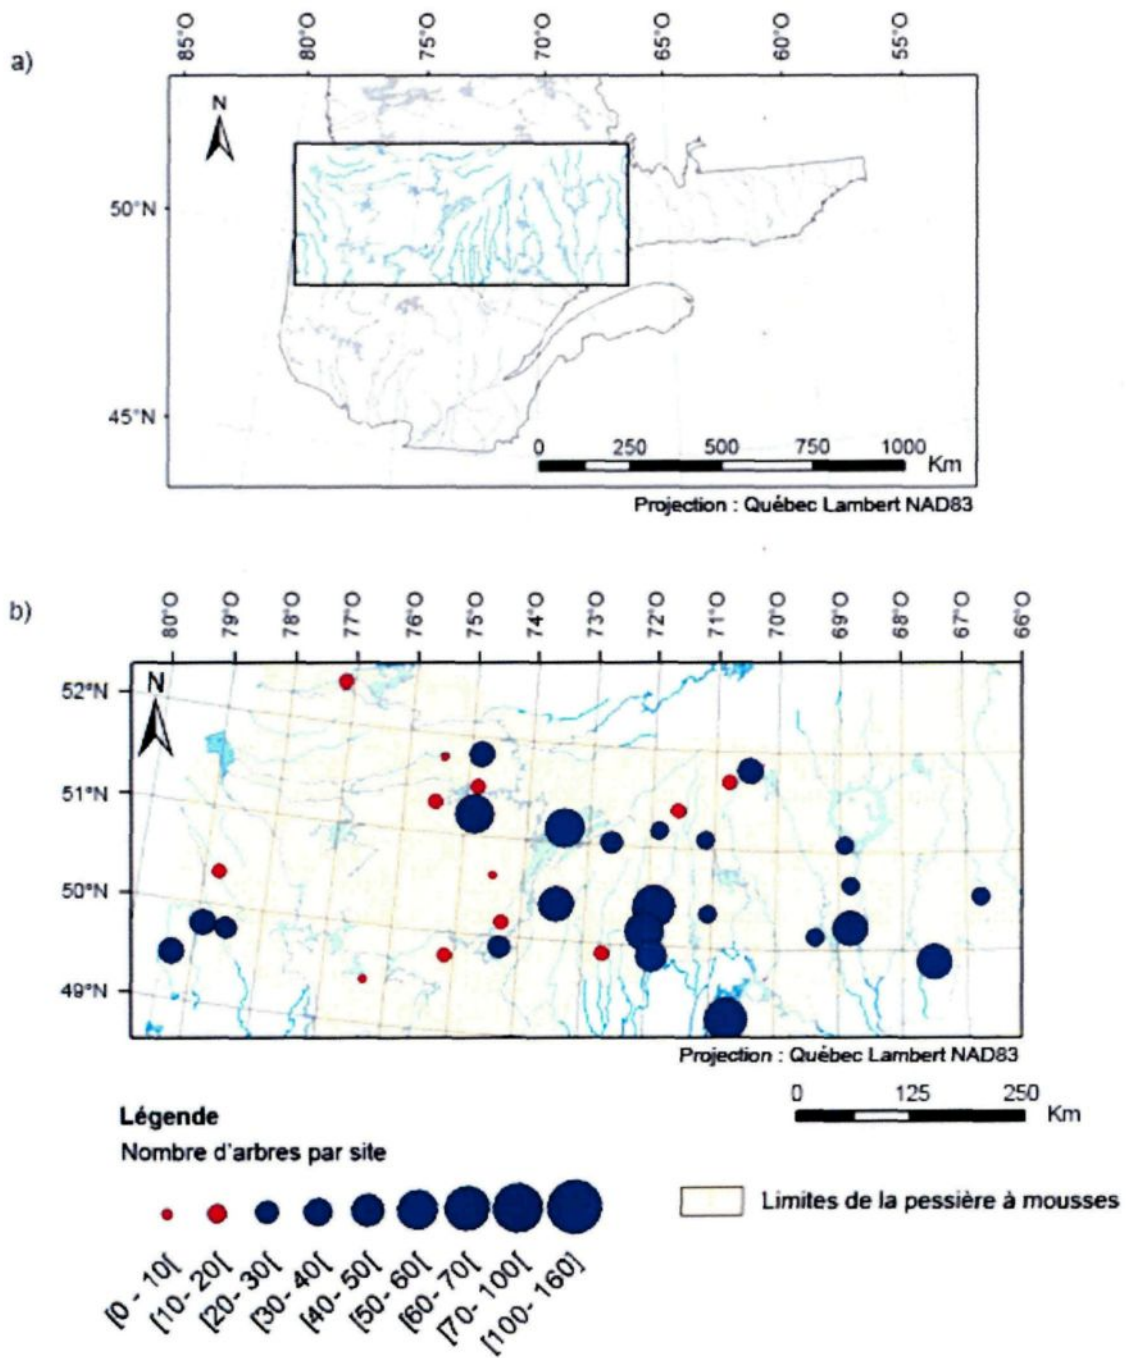 a)
85°O 80°O 75°O 70°O 65°O 60°O 55°O
N
50°N
45°N
0 250 500 750 1000 Km
Projection : Québec Lambert NAD83
b)
80°O 79°O 78°O 77°O 76°O 75°O 74°O 73°O 72°O 71°O 70°O 69°O 68°O 67°O 66°O
N
52°N
51°N
50°N
49°N
Projection : Québec Lambert NAD83
0 125 250 Km
Légende
Nombre d'arbres par site
Limites de la pessière à mousses
[0 - 10[ [10- 20[ [20- 30[ [30- 40[ [40- 50[ [50- 60[ [60- 70[ [70- 100[ [100- 160]